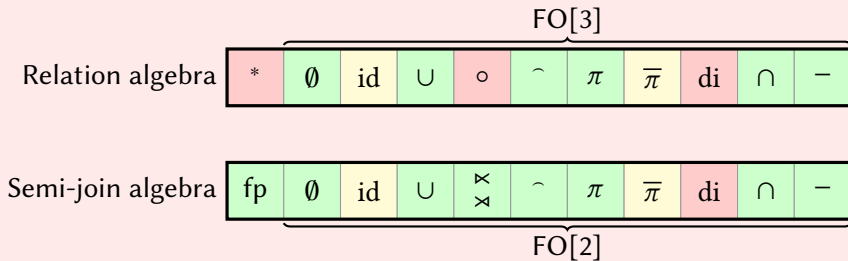 FO[3]
Relation algebra * ∅ id ∪ ∘ ⌢ π π̅ di ∩ −
Semi-join algebra fp ∅ id ∪ ⋉ ⋊ ⌢ π π̅ di ∩ −
FO[2]